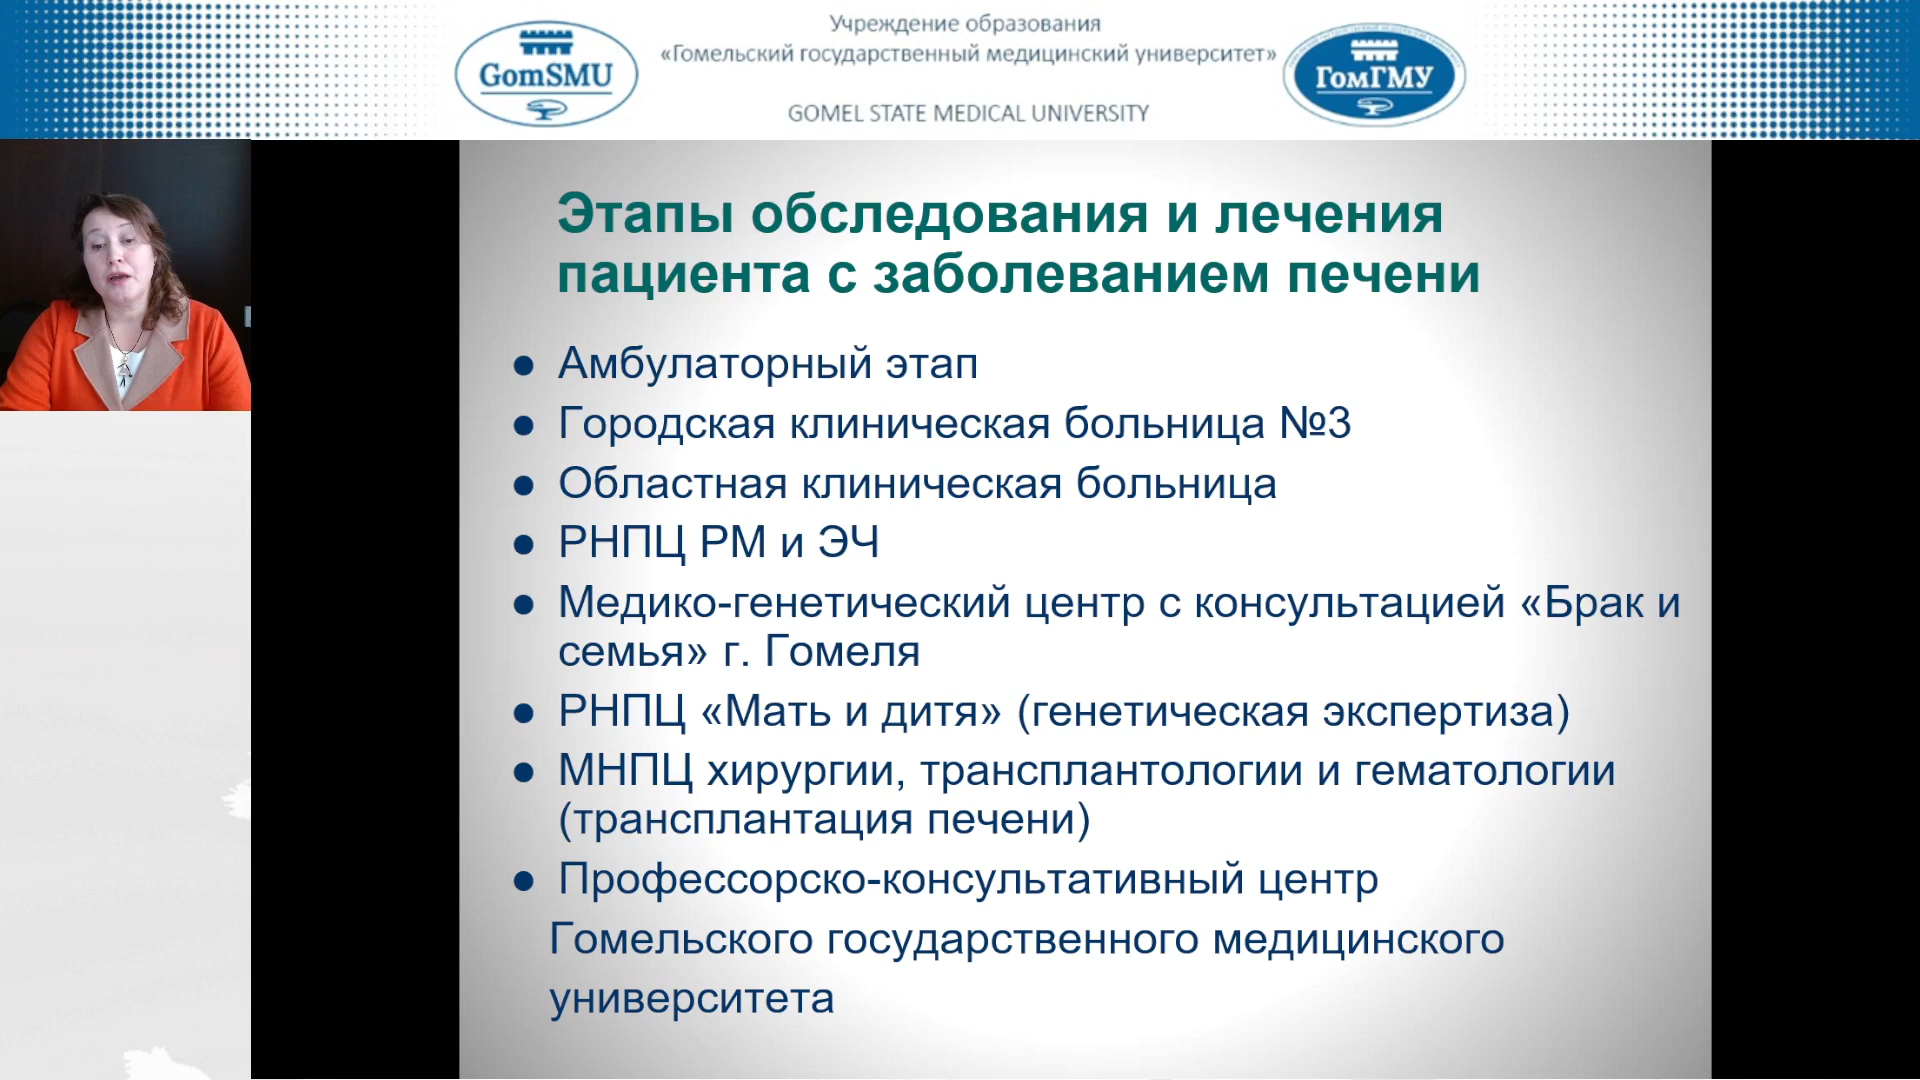 Учреждение образования
«Гомельский государственный медицинский университет»
GOMEL STATE MEDICAL UNIVERSITY
GomSMU
ГомГМУ
Этапы обследования и лечения
пациента с заболеванием печени
● Амбулаторный этап
● Городская клиническая больница №3
● Областная клиническая больница
● РНПЦ РМ и ЭЧ
● Медико-генетический центр с консультацией «Брак и
семья» г. Гомеля
● РНПЦ «Мать и дитя» (генетическая экспертиза)
● МНПЦ хирургии, трансплантологии и гематологии
(трансплантация печени)
● Профессорско-консультативный центр
Гомельского государственного медицинского
университета